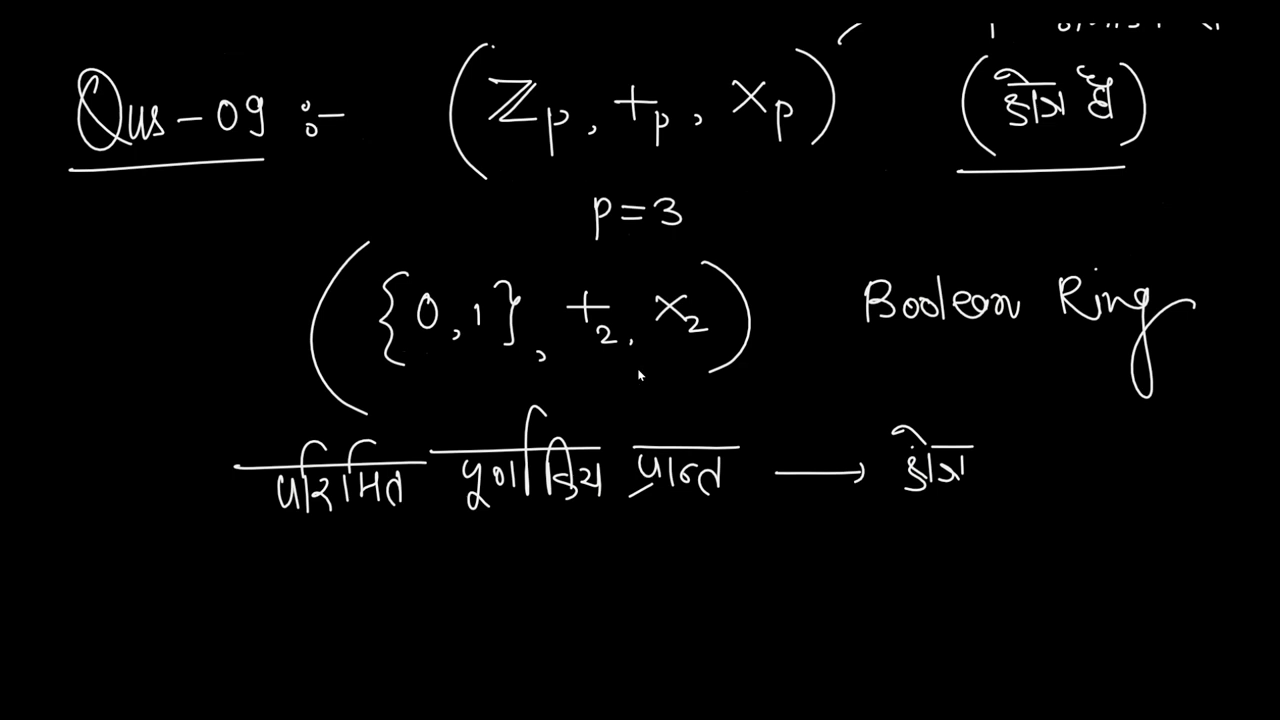 Qus-09 :- (ℤp, +p, ×p) (क्षेत्र है)
p = 3
({0, 1}, +2, ×2) Boolean Ring
परिमित पूर्णांकीय प्रान्त → क्षेत्र